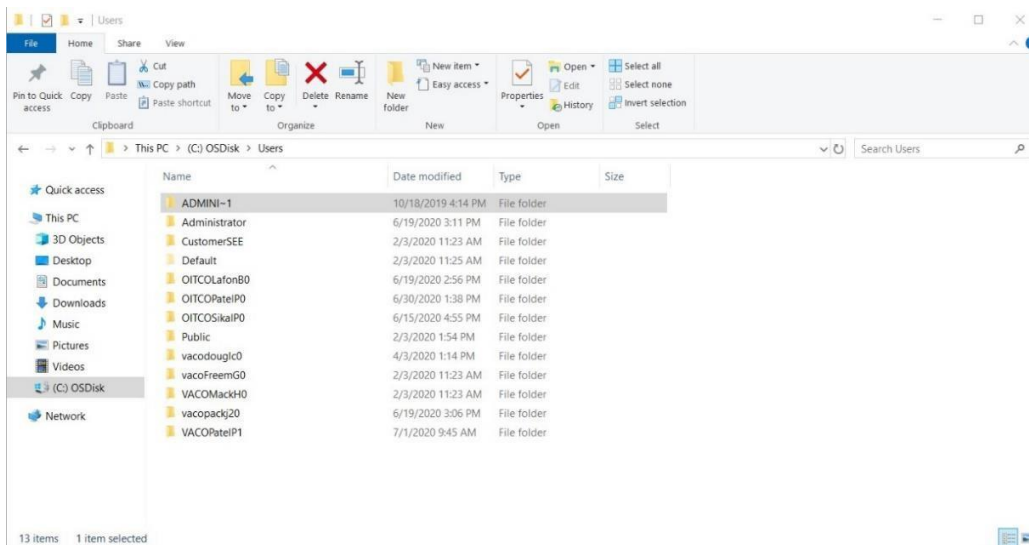 Users
File Home Share View
Pin to Quick access
Copy
Paste
Cut
Copy path
Paste shortcut
Move to
Copy to
Delete
Rename
New folder
New item
Easy access
Properties
Open
Edit
History
Select all
Select none
Invert selection
Clipboard Organize New Open Select
This PC > (C:) OSDisk > Users
Search Users
Quick access
This PC
3D Objects
Desktop
Documents
Downloads
Music
Pictures
Videos
(C:) OSDisk
Network
Name Date modified Type Size
ADMINI~1 10/18/2019 4:14 PM File folder
Administrator 6/19/2020 3:11 PM File folder
CustomerSEE 2/3/2020 11:23 AM File folder
Default 2/3/2020 11:25 AM File folder
OITCOLafonB0 6/19/2020 2:56 PM File folder
OITCOPatelP0 6/30/2020 1:38 PM File folder
OITCOSikalP0 6/15/2020 4:55 PM File folder
Public 2/3/2020 1:54 PM File folder
vacodouglc0 4/3/2020 1:14 PM File folder
vacoFreemG0 2/3/2020 11:23 AM File folder
VACOMackH0 2/3/2020 11:23 AM File folder
vacopackj20 6/19/2020 3:06 PM File folder
VACOPatelP1 7/1/2020 9:45 AM File folder
13 items 1 item selected